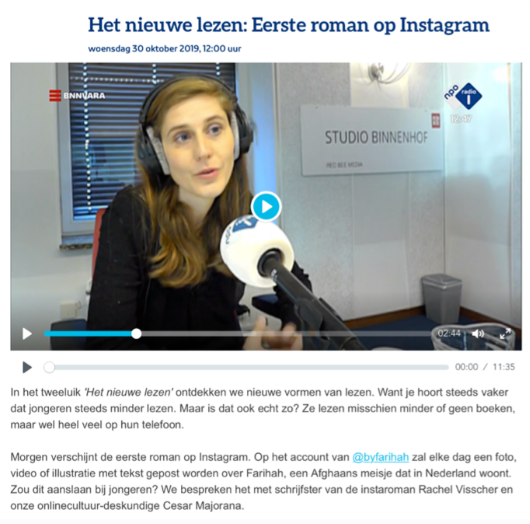 Het nieuwe lezen: Eerste roman op Instagram
woensdag 30 oktober 2019, 12:00 uur
BNNVARA
npo radio 1
STUDIO BINNENHOF
02:44
00:00 / 11:35
In het tweeluik 'Het nieuwe lezen' ontdekken we nieuwe vormen van lezen. Want je hoort steeds vaker
dat jongeren steeds minder lezen. Maar is dat ook echt zo? Ze lezen misschien minder of geen boeken,
maar wel heel veel op hun telefoon.
Morgen verschijnt de eerste roman op Instagram. Op het account van @byfarihah zal elke dag een foto,
video of illustratie met tekst gepost worden over Farihah, een Afghaans meisje dat in Nederland woont.
Zou dit aanslaan bij jongeren? We bespreken het met schrijfster van de instaroman Rachel Visscher en
onze onlinecultuur-deskundige Cesar Majorana.